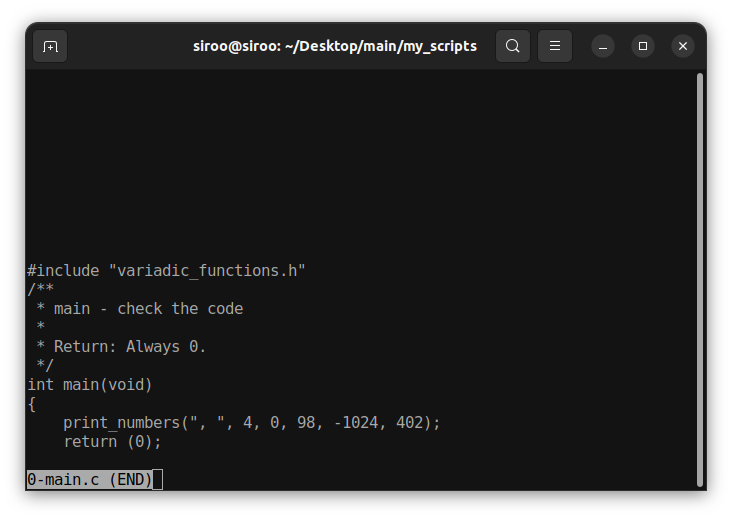 siroo@siroo: ~/Desktop/main/my_scripts
#include "variadic_functions.h"
/**
 * main - check the code
 *
 * Return: Always 0.
 */
int main(void)
{
    print_numbers(", ", 4, 0, 98, -1024, 402);
    return (0);
0-main.c (END)